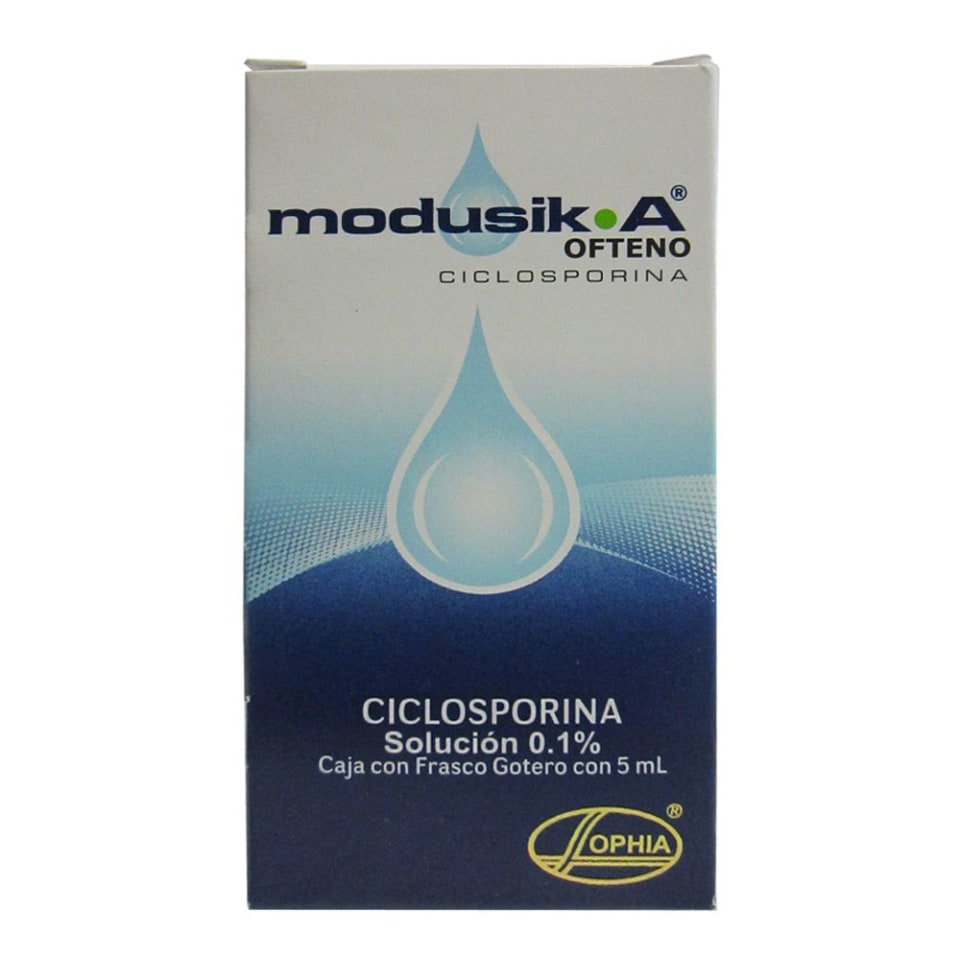 modusik•A®
OFTENO
CICLOSPORINA
CICLOSPORINA
Solución 0.1%
Caja con Frasco Gotero con 5 mL
SOPHIA®